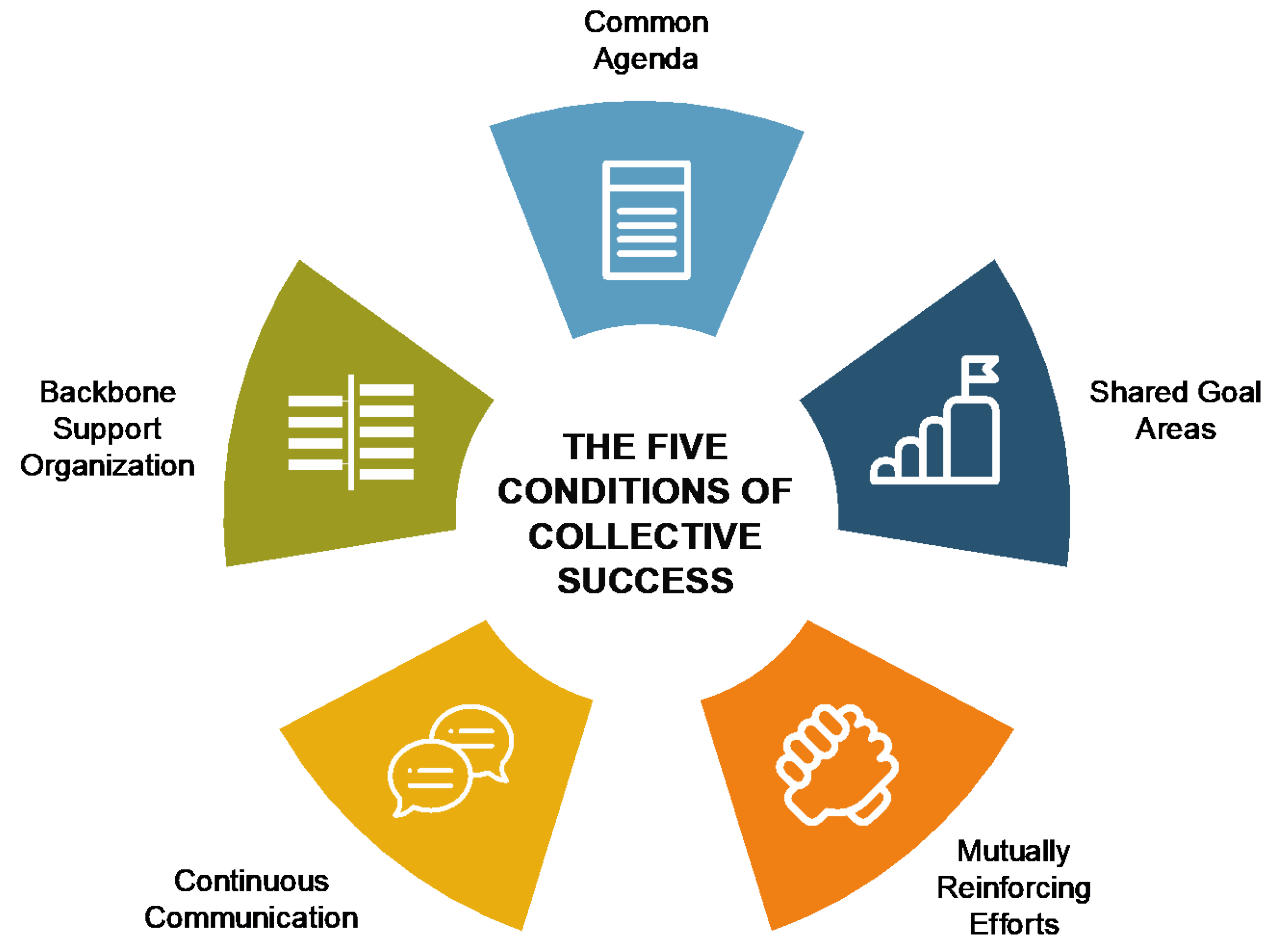 Common
Agenda
Shared Goal
Areas
Mutually
Reinforcing
Efforts
Continuous
Communication
Backbone
Support
Organization
THE FIVE
CONDITIONS OF
COLLECTIVE
SUCCESS